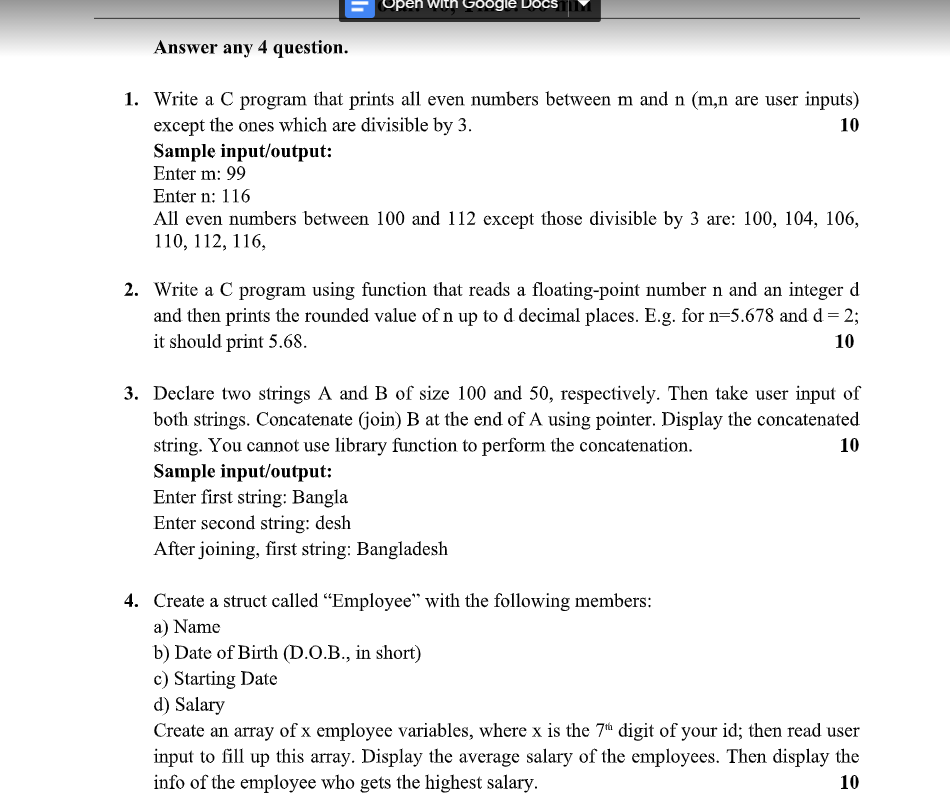 Open with Google Docs
Answer any 4 question.
1. Write a C program that prints all even numbers between m and n (m,n are user inputs)
except the ones which are divisible by 3. 10
Sample input/output:
Enter m: 99
Enter n: 116
All even numbers between 100 and 112 except those divisible by 3 are: 100, 104, 106,
110, 112, 116,
2. Write a C program using function that reads a floating-point number n and an integer d
and then prints the rounded value of n up to d decimal places. E.g. for n=5.678 and d = 2;
it should print 5.68. 10
3. Declare two strings A and B of size 100 and 50, respectively. Then take user input of
both strings. Concatenate (join) B at the end of A using pointer. Display the concatenated
string. You cannot use library function to perform the concatenation. 10
Sample input/output:
Enter first string: Bangla
Enter second string: desh
After joining, first string: Bangladesh
4. Create a struct called “Employee” with the following members:
a) Name
b) Date of Birth (D.O.B., in short)
c) Starting Date
d) Salary
Create an array of x employee variables, where x is the 7th digit of your id; then read user
input to fill up this array. Display the average salary of the employees. Then display the
info of the employee who gets the highest salary. 10